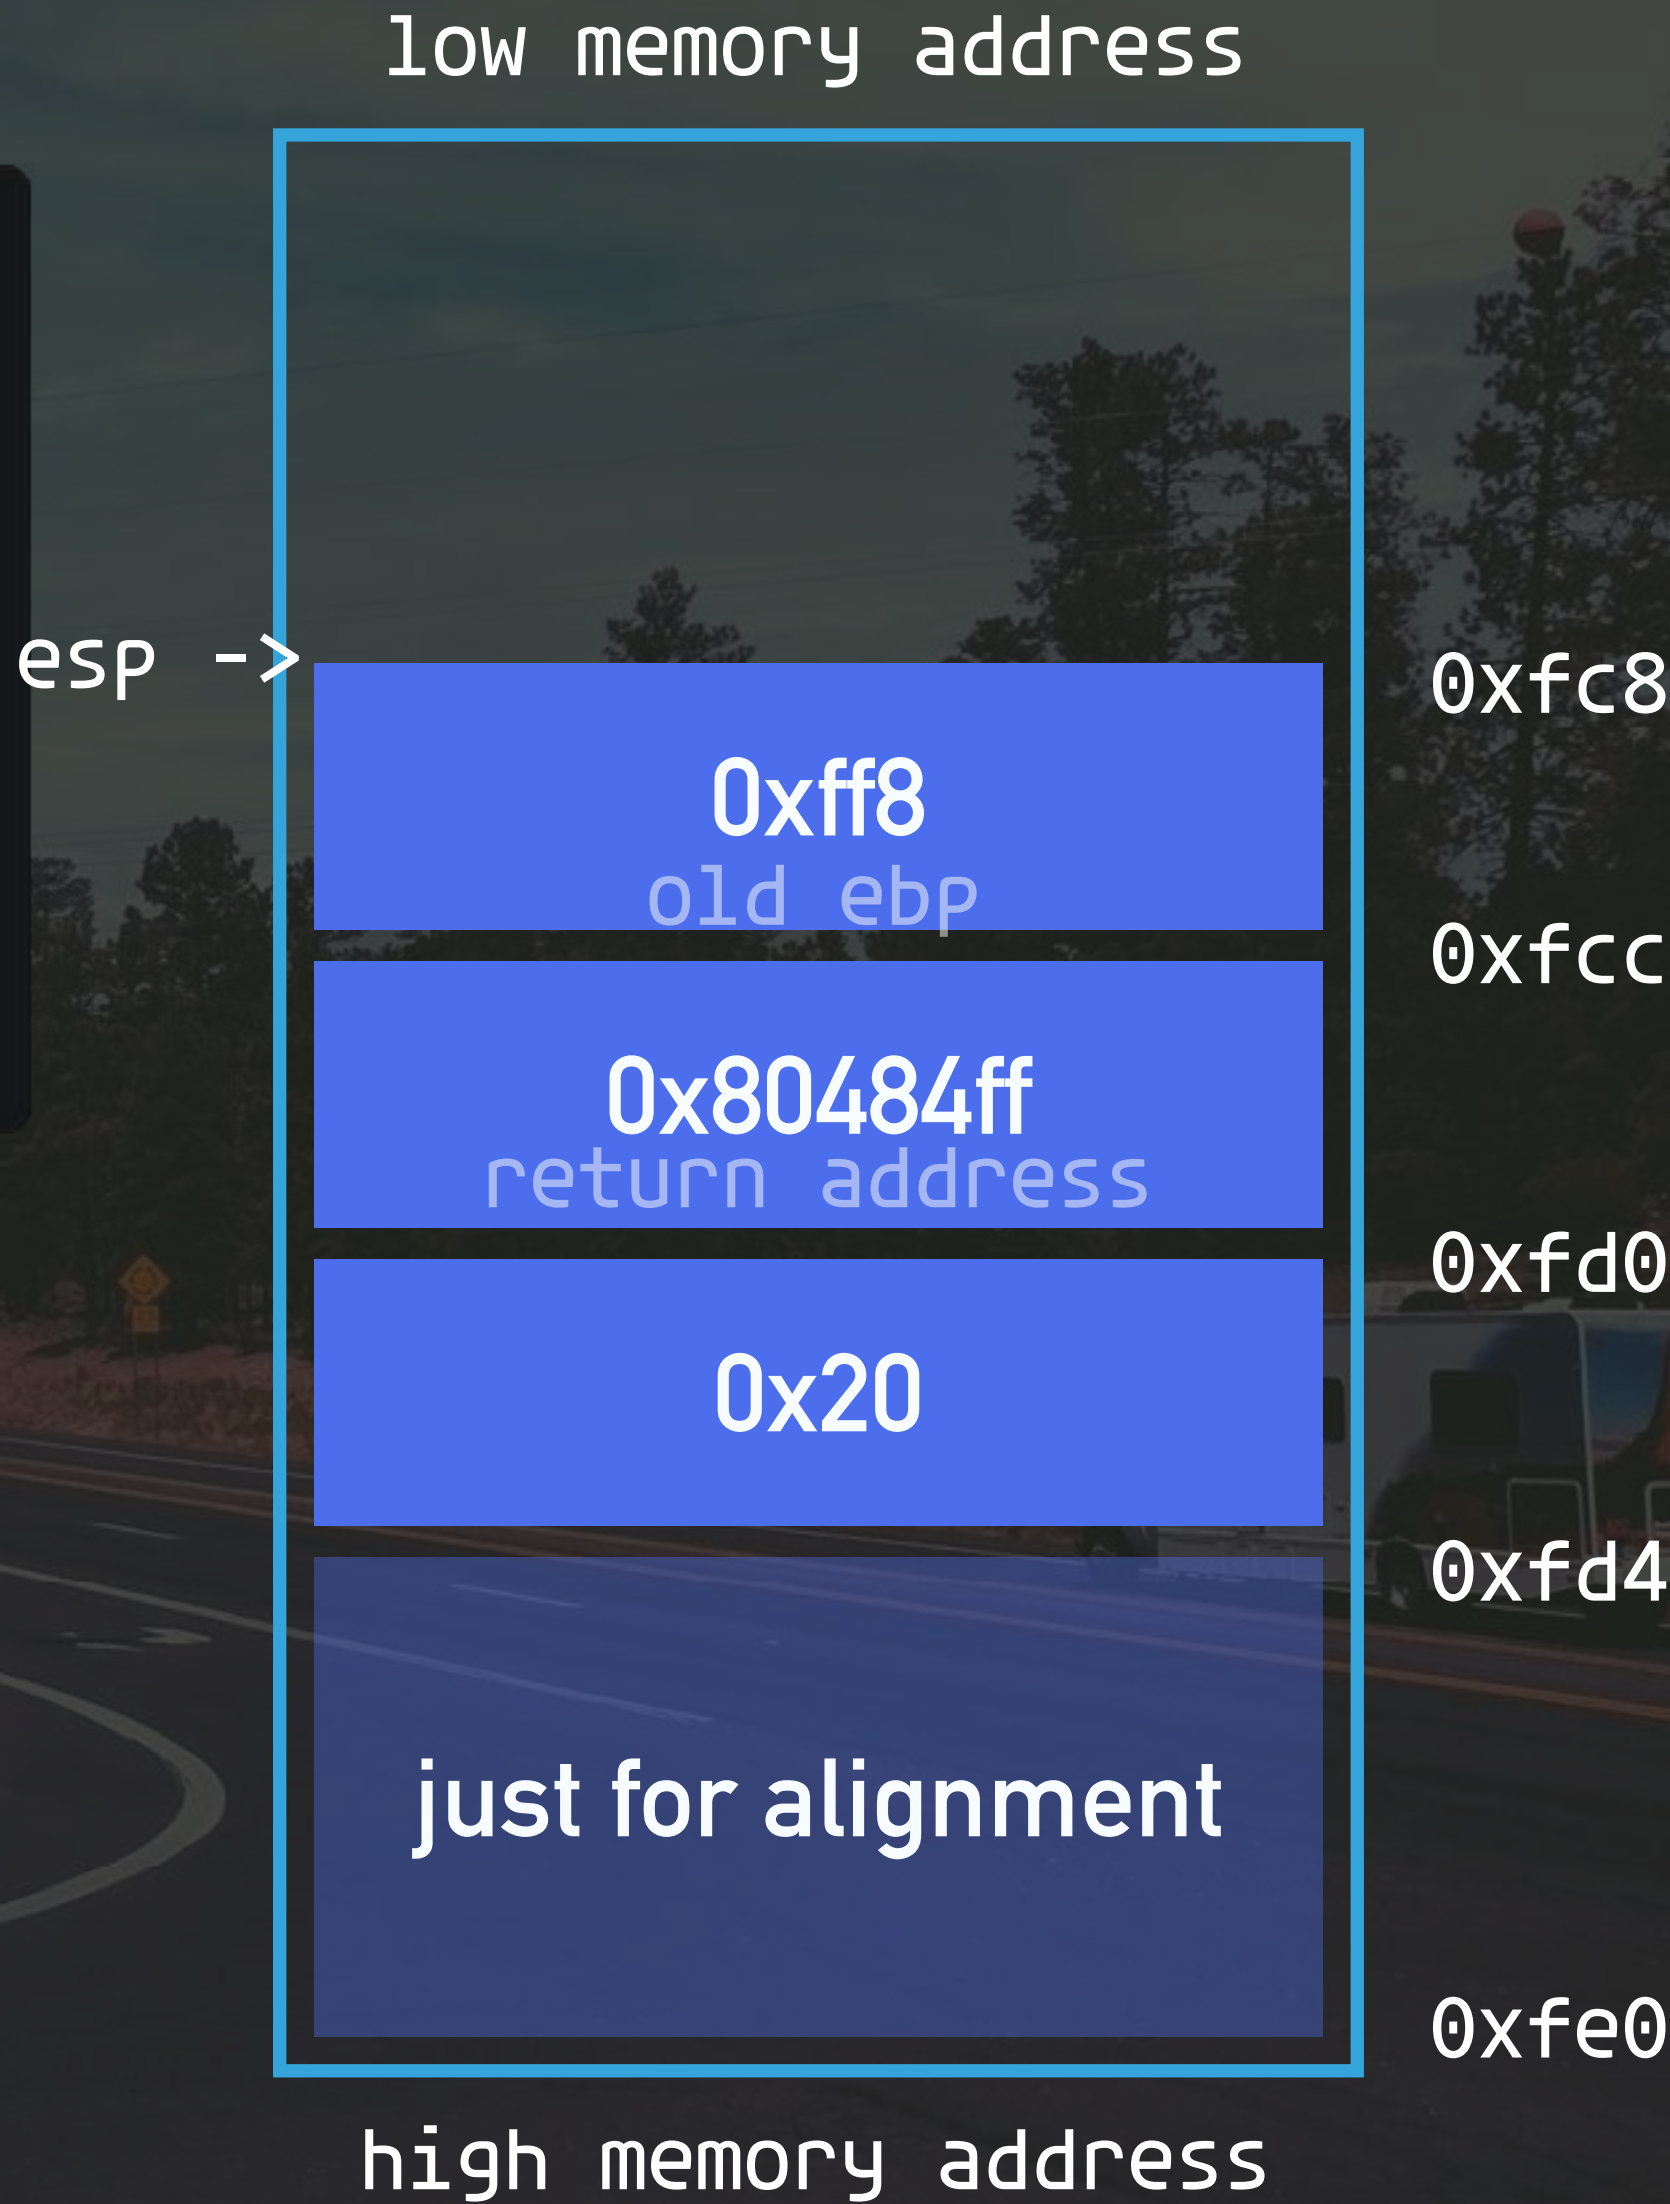 low memory address
esp ->
0xfc8
0xff8
old ebp
0xfcc
0x80484ff
return address
0xfd0
0x20
0xfd4
just for alignment
0xfe0
high memory address